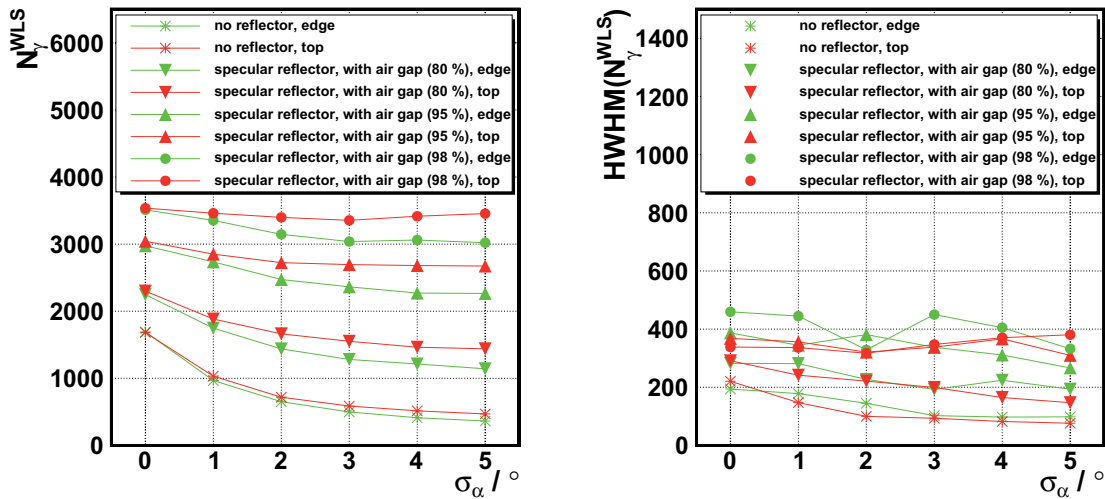 N_γ^WLS
6000
5000
4000
3000
2000
1000
0
no reflector, edge
no reflector, top
specular reflector, with air gap (80 %), edge
specular reflector, with air gap (80 %), top
specular reflector, with air gap (95 %), edge
specular reflector, with air gap (95 %), top
specular reflector, with air gap (98 %), edge
specular reflector, with air gap (98 %), top
0 1 2 3 4 5
σ_α / °
HWHM(N_γ^WLS)
1400
1200
1000
800
600
400
200
0
no reflector, edge
no reflector, top
specular reflector, with air gap (80 %), edge
specular reflector, with air gap (80 %), top
specular reflector, with air gap (95 %), edge
specular reflector, with air gap (95 %), top
specular reflector, with air gap (98 %), edge
specular reflector, with air gap (98 %), top
0 1 2 3 4 5
σ_α / °